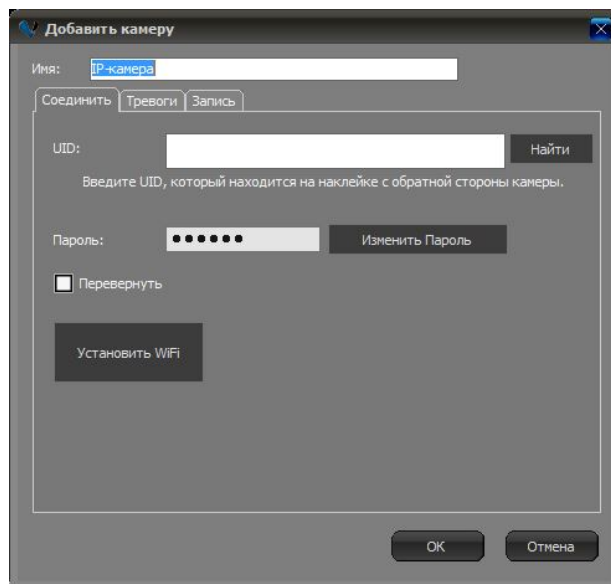 Добавить камеру
Имя: IP-камера
Соединить Тревоги Запись
UID: Найти
Введите UID, который находится на наклейке с обратной стороны камеры.
Пароль: ●●●●●● Изменить Пароль
Перевернуть
Установить WiFi
OK Отмена